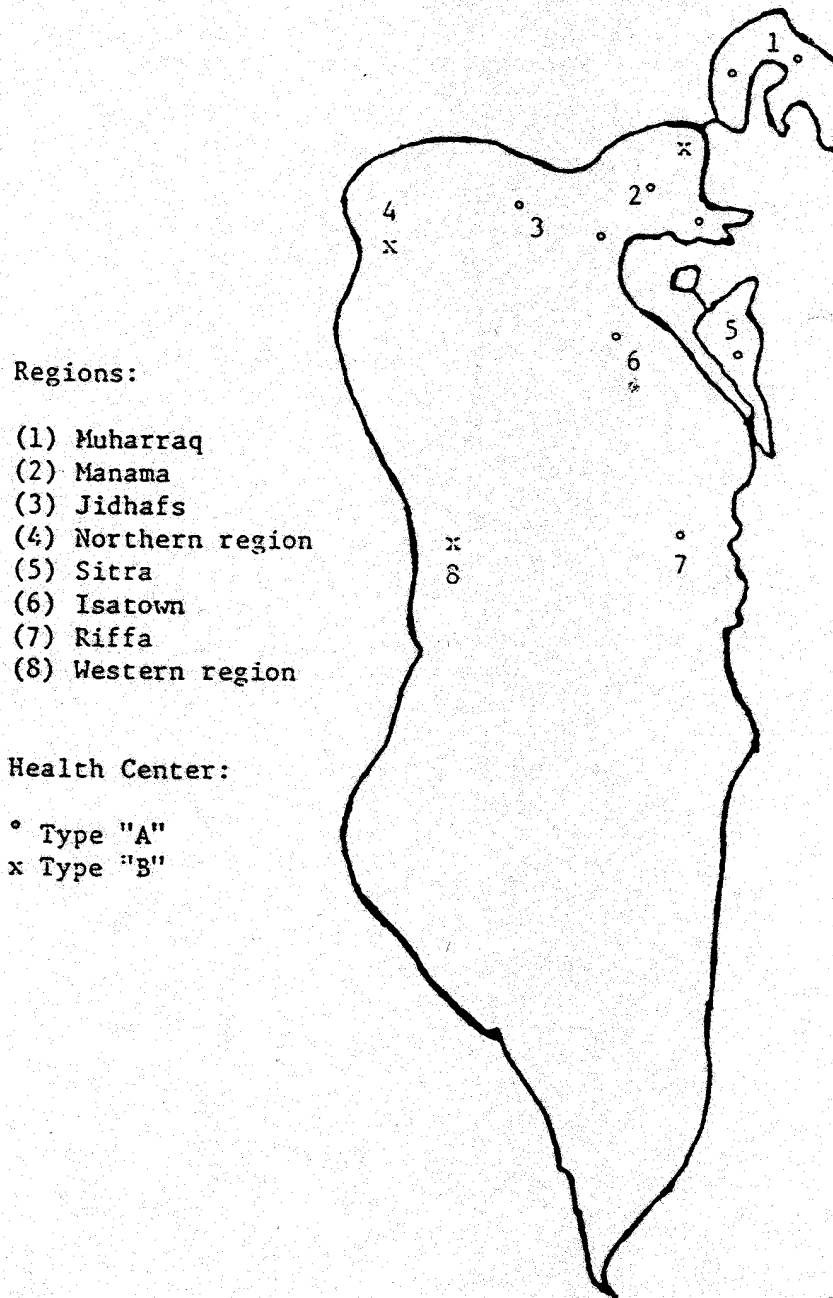 1
2
4
3
5
6
Regions:
(1) Muharraq
(2) Manama
(3) Jidhafs
(4) Northern region
(5) Sitra
(6) Isatown
(7) Riffa
(8) Western region
x
x
x
7
8
Health Center:
° Type "A"
x Type "B"